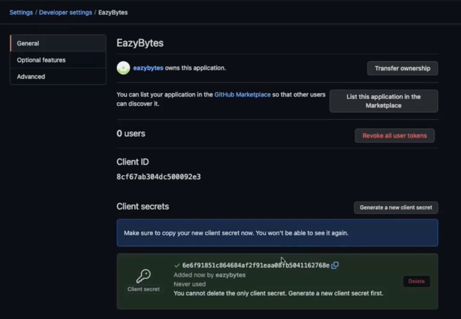 Settings / Developer settings / EazyBytes
General
Optional features
Advanced
EazyBytes
eazybytes owns this application.
Transfer ownership
You can list your application in the GitHub Marketplace so that other users
can discover it.
List this application in the
Marketplace
0 users
Revoke all user tokens
Client ID
8cf67ab304dc500092e3
Client secrets
Generate a new client secret
Make sure to copy your new client secret now. You won't be able to see it again.
Client secret
Added now by eazybytes
Never used
You cannot delete the only client secret. Generate a new client secret first.
Delete